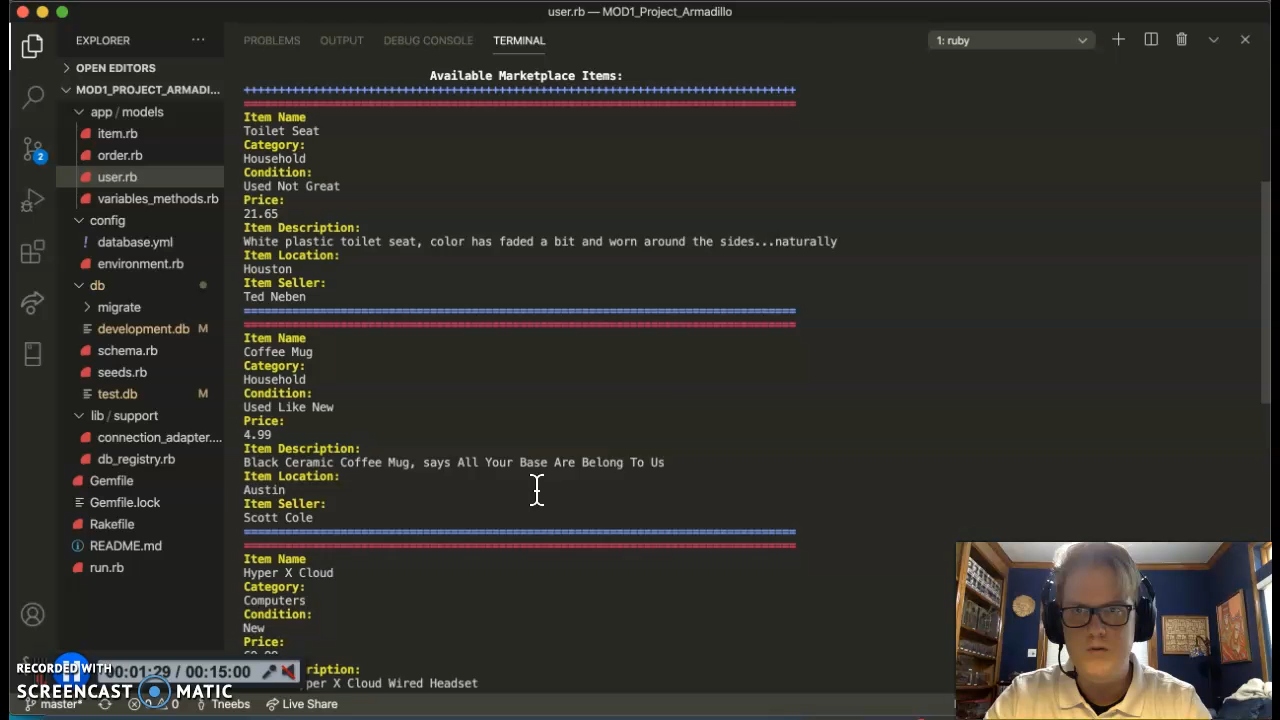 user.rb — MOD1_Project_Armadillo
EXPLORER
PROBLEMS OUTPUT DEBUG CONSOLE TERMINAL 1: ruby
OPEN EDITORS
MOD1_PROJECT_ARMADI...
app / models
item.rb
order.rb
user.rb
variables_methods.rb
config
database.yml
environment.rb
db
migrate
development.db M
schema.rb
seeds.rb
test.db M
lib / support
connection_adapter....
db_registry.rb
Gemfile
Gemfile.lock
Rakefile
README.md
run.rb
2
Available Marketplace Items:
Item Name
Toilet Seat
Category:
Household
Condition:
Used Not Great
Price:
21.65
Item Description:
White plastic toilet seat, color has faded a bit and worn around the sides...naturally
Item Location:
Houston
Item Seller:
Ted Neben
Item Name
Coffee Mug
Category:
Household
Condition:
Used Like New
Price:
4.99
Item Description:
Black Ceramic Coffee Mug, says All Your Base Are Belong To Us
Item Location:
Austin
Item Seller:
Scott Cole
Item Name
Hyper X Cloud
Category:
Computers
Condition:
New
Price:
ription:
per X Cloud Wired Headset
RECORDED WITH
SCREENCAST MATIC
00:01:29 / 00:15:00
master* 0 Tneebs Live Share